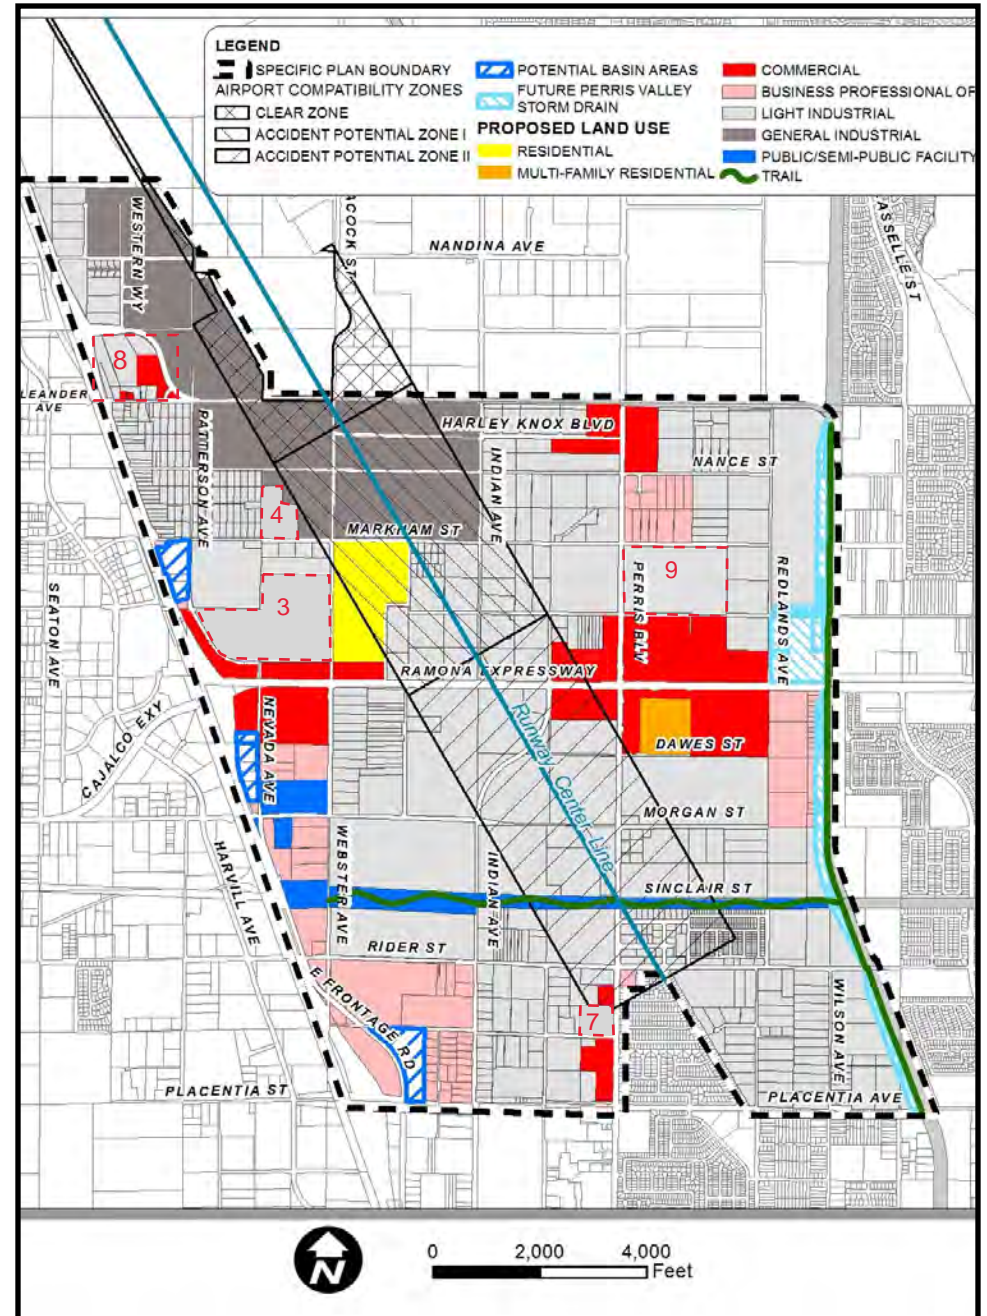 LEGEND
SPECIFIC PLAN BOUNDARY
AIRPORT COMPATIBILITY ZONES
CLEAR ZONE
ACCIDENT POTENTIAL ZONE I
ACCIDENT POTENTIAL ZONE II
POTENTIAL BASIN AREAS
FUTURE PERRIS VALLEY
STORM DRAIN
PROPOSED LAND USE
RESIDENTIAL
MULTI-FAMILY RESIDENTIAL
COMMERCIAL
BUSINESS PROFESSIONAL OF
LIGHT INDUSTRIAL
GENERAL INDUSTRIAL
PUBLIC/SEMI-PUBLIC FACILITY
TRAIL
WESTERN WY
ACOCK ST
NANDINA AVE
ASSELLE ST
8
LEANDER
AVE
PATTERSON AVE
HARLEY KNOX BLVD
INDIAN AVE
NANCE ST
4
MARKHAM ST
SEATON AVE
3
PERRIS BLV
9
REDLANDS AVE
RAMONA EXPRESSWAY
CAJALCO EXY
NEVADA AVE
Runway Center Line
DAWES ST
MORGAN ST
HARVILL AVE
WEBSTER AVE
INDIAN AVE
SINCLAIR ST
RIDER ST
E FRONTAGE RD
7
WILSON AVE
PLACENTIA ST
PLACENTIA AVE
N
0 2,000 4,000
Feet